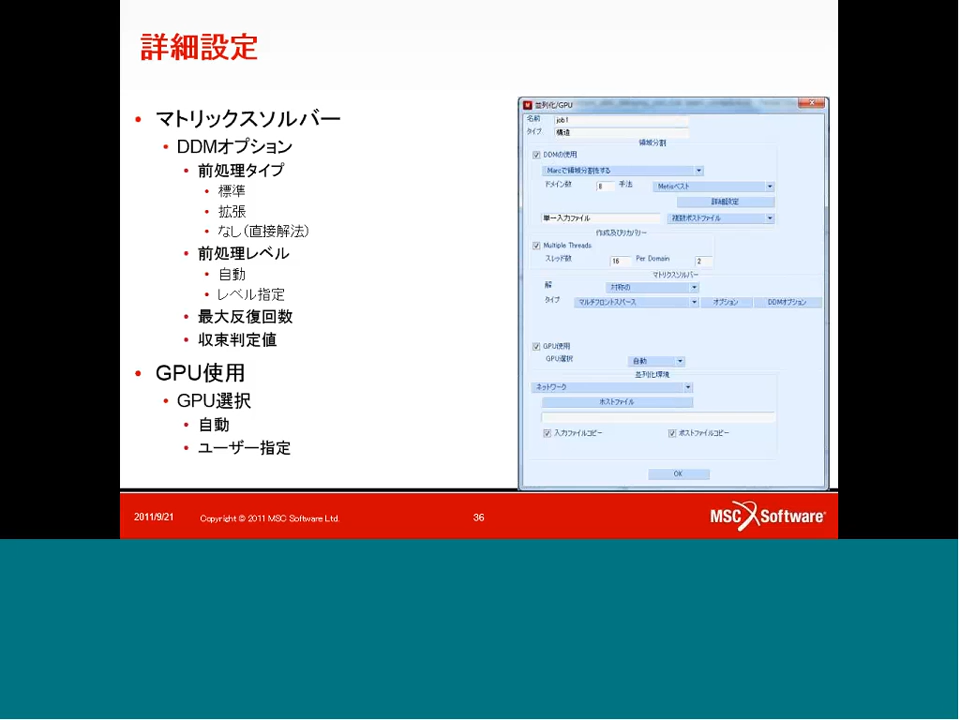 詳細設定
• マトリックスソルバー
• DDMオプション
• 前処理タイプ
• 標準
• 拡張
• なし(直接解法)
• 前処理レベル
• 自動
• レベル指定
• 最大反復回数
• 収束判定値
• GPU使用
• GPU選択
• 自動
• ユーザー指定
並列化/GPU
名前 job1
タイプ 構造
領域分割
DDMの使用
Marcで領域分割をする
ドメイン数 8 手法 Metisベスト
詳細設定
単一入力ファイル 複数ポストファイル
作成及びリカバリー
Multiple Threads
スレッド数 16 Per Domain 2
マトリクスソルバー
解 対称の
タイプ マルチフロントスパース オプション DDMオプション
GPU使用
GPU選択 自動
並列化環境
ネットワーク
ホストファイル
入力ファイルコピー ポストファイルコピー
OK
2011/9/21 Copyright © 2011 MSC Software Ltd. 36 MSC Software